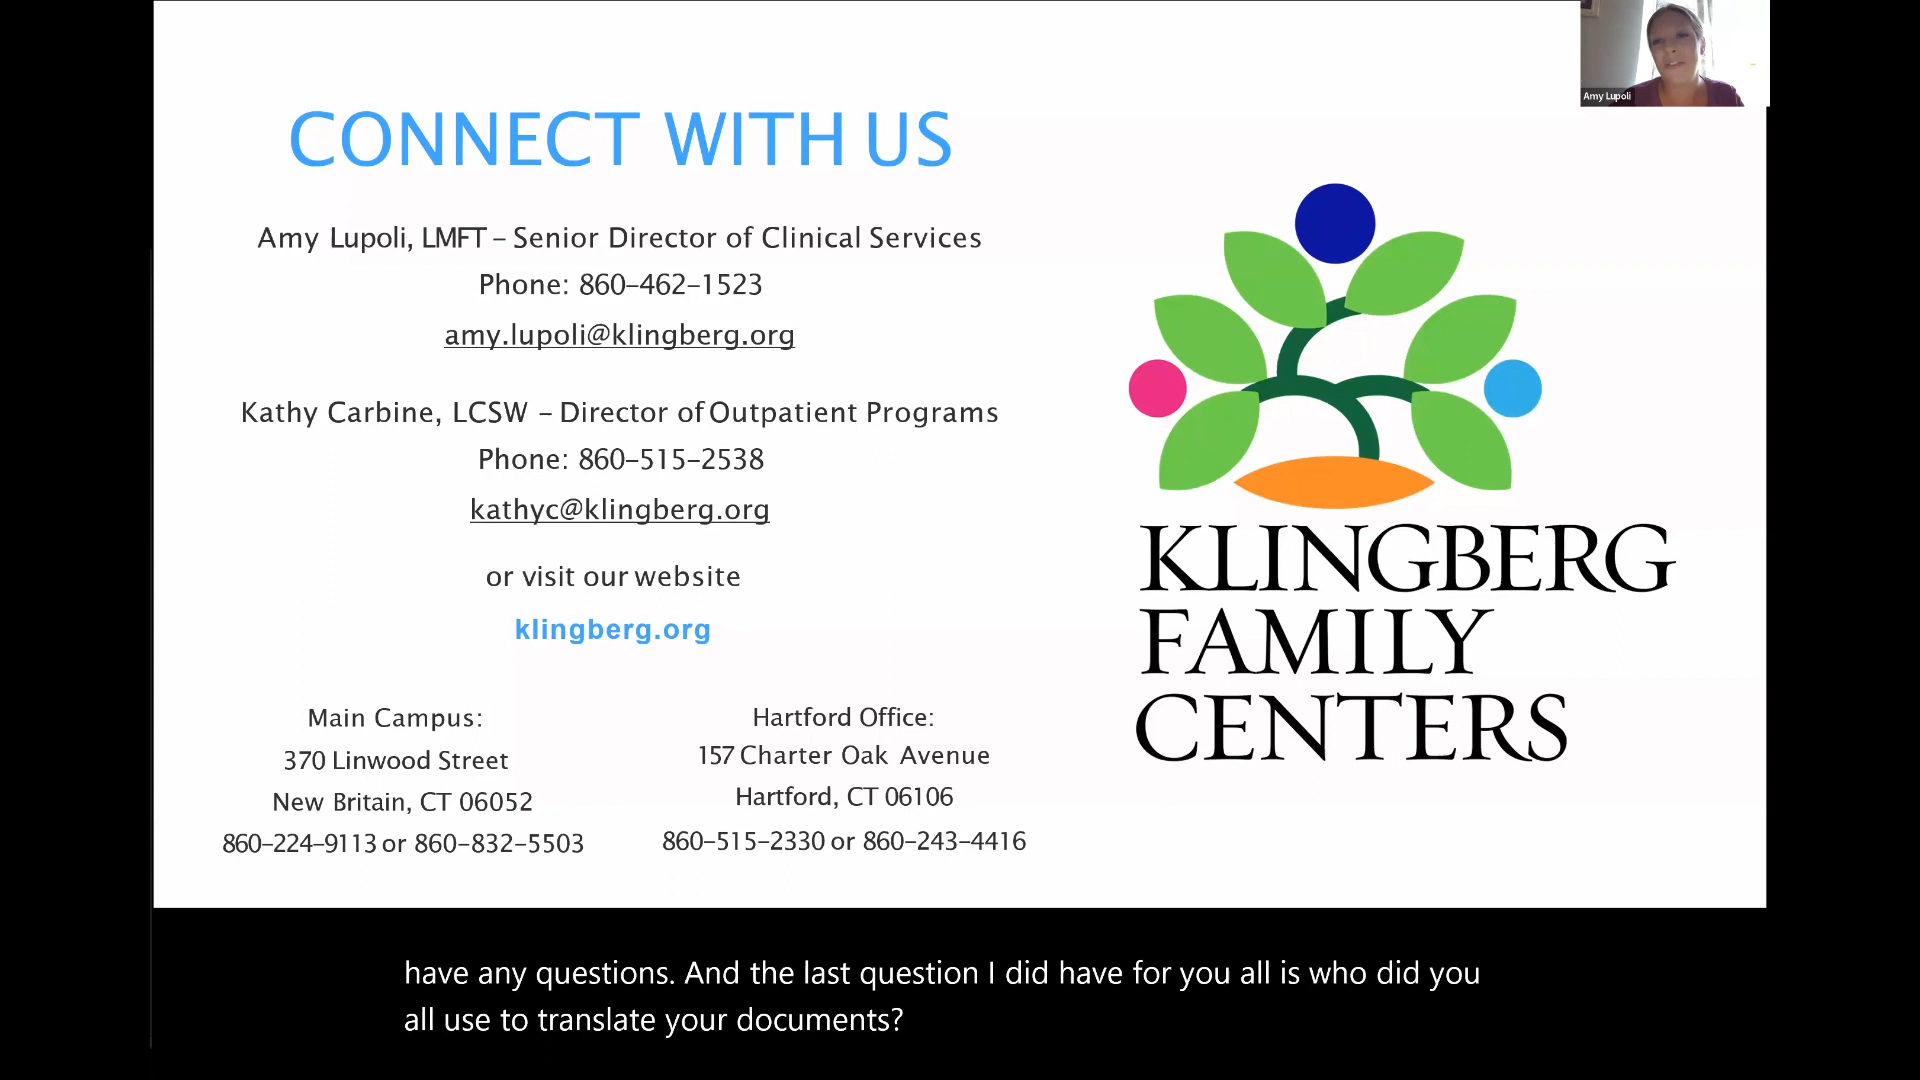 Amy Lupoli
CONNECT WITH US
Amy Lupoli, LMFT – Senior Director of Clinical Services
Phone: 860–462–1523
amy.lupoli@klingberg.org
Kathy Carbine, LCSW – Director of Outpatient Programs
Phone: 860–515–2538
kathyc@klingberg.org
or visit our website
klingberg.org
Main Campus:
370 Linwood Street
New Britain, CT 06052
860–224–9113 or 860–832–5503
Hartford Office:
157 Charter Oak Avenue
Hartford, CT 06106
860–515–2330 or 860–243–4416
KLINGBERG
FAMILY
CENTERS
have any questions. And the last question I did have for you all is who did you
all use to translate your documents?